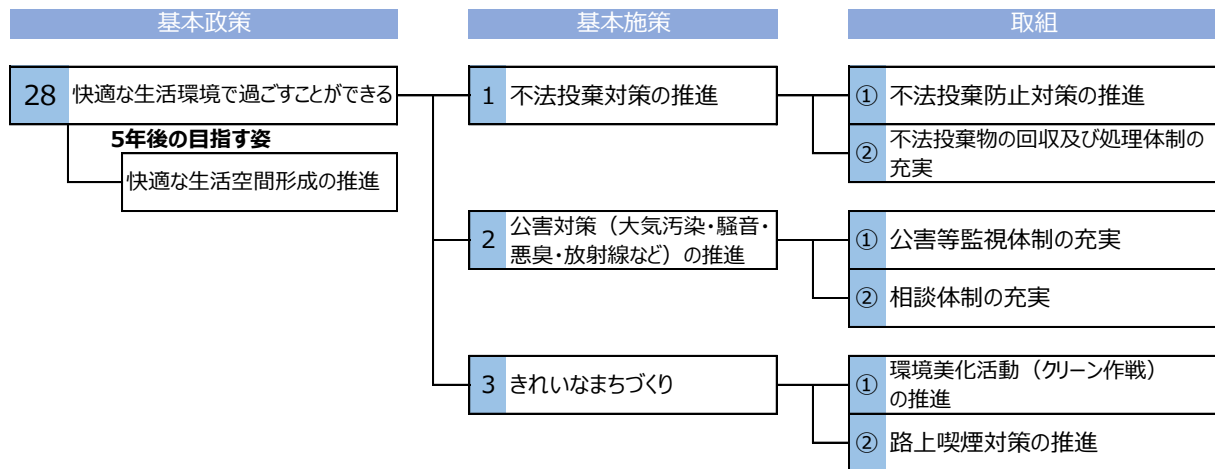 基本政策
基本施策
取組
28 快適な生活環境で過ごすことができる
5年後の目指す姿
快適な生活空間形成の推進
1 不法投棄対策の推進
① 不法投棄防止対策の推進
② 不法投棄物の回収及び処理体制の
充実
2 公害対策(大気汚染・騒音・
悪臭・放射線など)の推進
① 公害等監視体制の充実
② 相談体制の充実
3 きれいなまちづくり
① 環境美化活動(クリーン作戦)
の推進
② 路上喫煙対策の推進